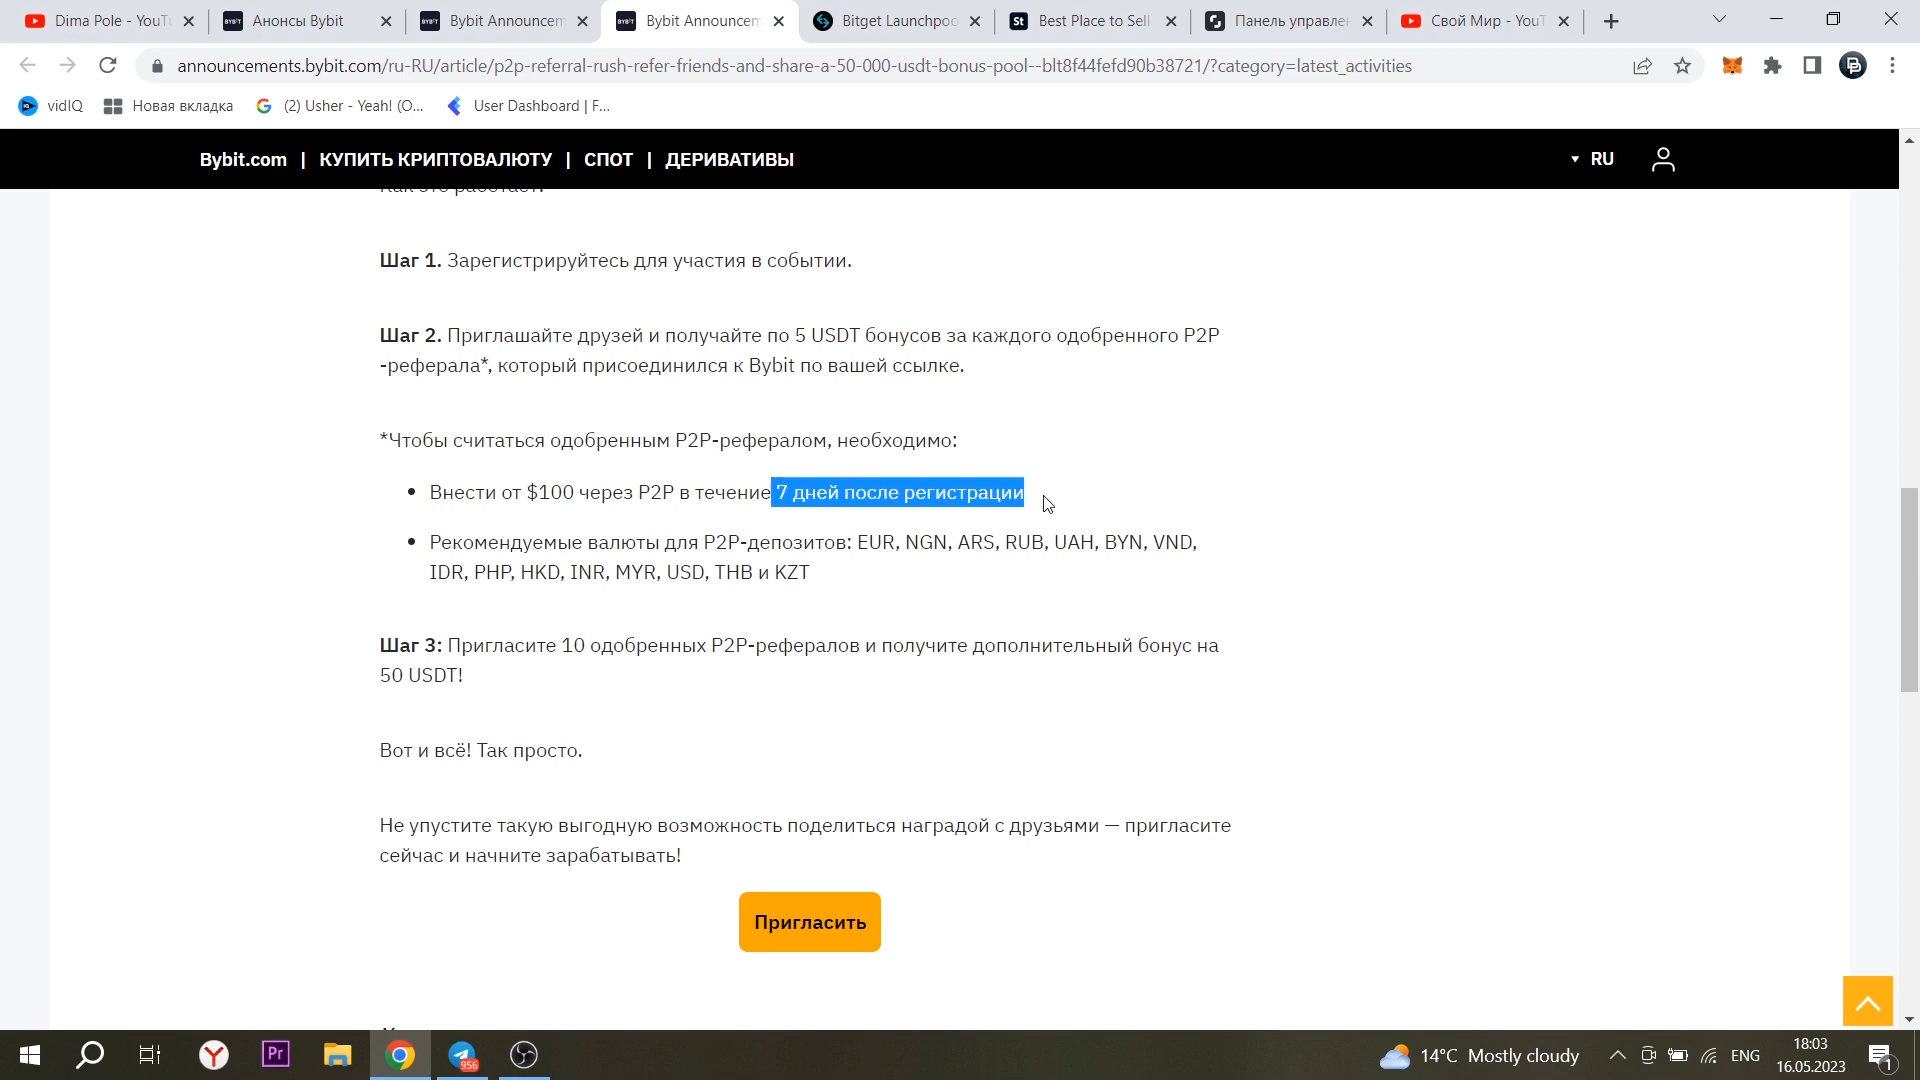 Dima Pole - YouTu
Анонсы Bybit
Bybit Announcem
Bybit Announcem
Bitget Launchpoo
Best Place to Sell
Панель управлен
Свой Мир - YouT
announcements.bybit.com/ru-RU/article/p2p-referral-rush-refer-friends-and-share-a-50-000-usdt-bonus-pool--blt8f44fefd90b38721/?category=latest_activities
vidIQ
Новая вкладка
(2) Usher - Yeah! (O...
User Dashboard | F...
Bybit.com | КУПИТЬ КРИПТОВАЛЮТУ | СПОТ | ДЕРИВАТИВЫ
RU
Шаг 1. Зарегистрируйтесь для участия в событии.
Шаг 2. Приглашайте друзей и получайте по 5 USDT бонусов за каждого одобренного P2P
-реферала*, который присоединился к Bybit по вашей ссылке.
*Чтобы считаться одобренным P2P-рефералом, необходимо:
• Внести от $100 через P2P в течение 7 дней после регистрации
• Рекомендуемые валюты для P2P-депозитов: EUR, NGN, ARS, RUB, UAH, BYN, VND,
IDR, PHP, HKD, INR, MYR, USD, THB и KZT
Шаг 3: Пригласите 10 одобренных P2P-рефералов и получите дополнительный бонус на
50 USDT!
Вот и всё! Так просто.
Не упустите такую выгодную возможность поделиться наградой с друзьями — пригласите
сейчас и начните зарабатывать!
Пригласить
14°C Mostly cloudy
ENG
18:03
16.05.2023
956
1